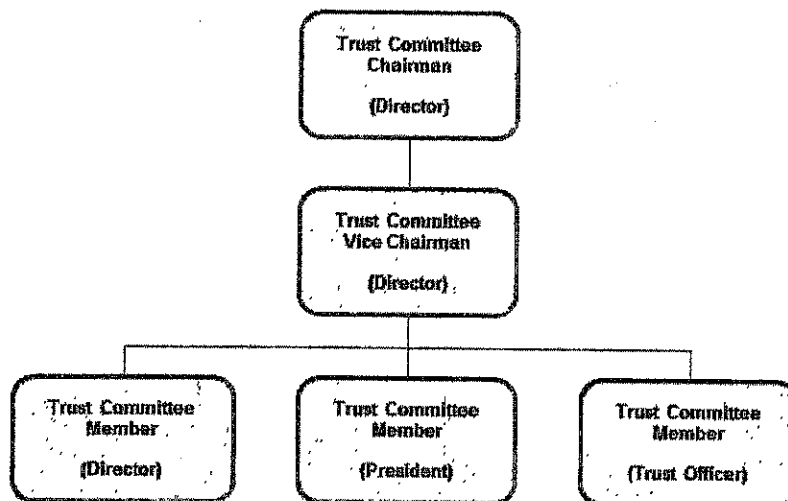 Trust Committee
Chairman
(Director)
Trust Committee
Vice Chairman
(Director)
Trust Committee
Member
(Director)
Trust Committee
Member
(President)
Trust Committee
Member
(Trust Officer)